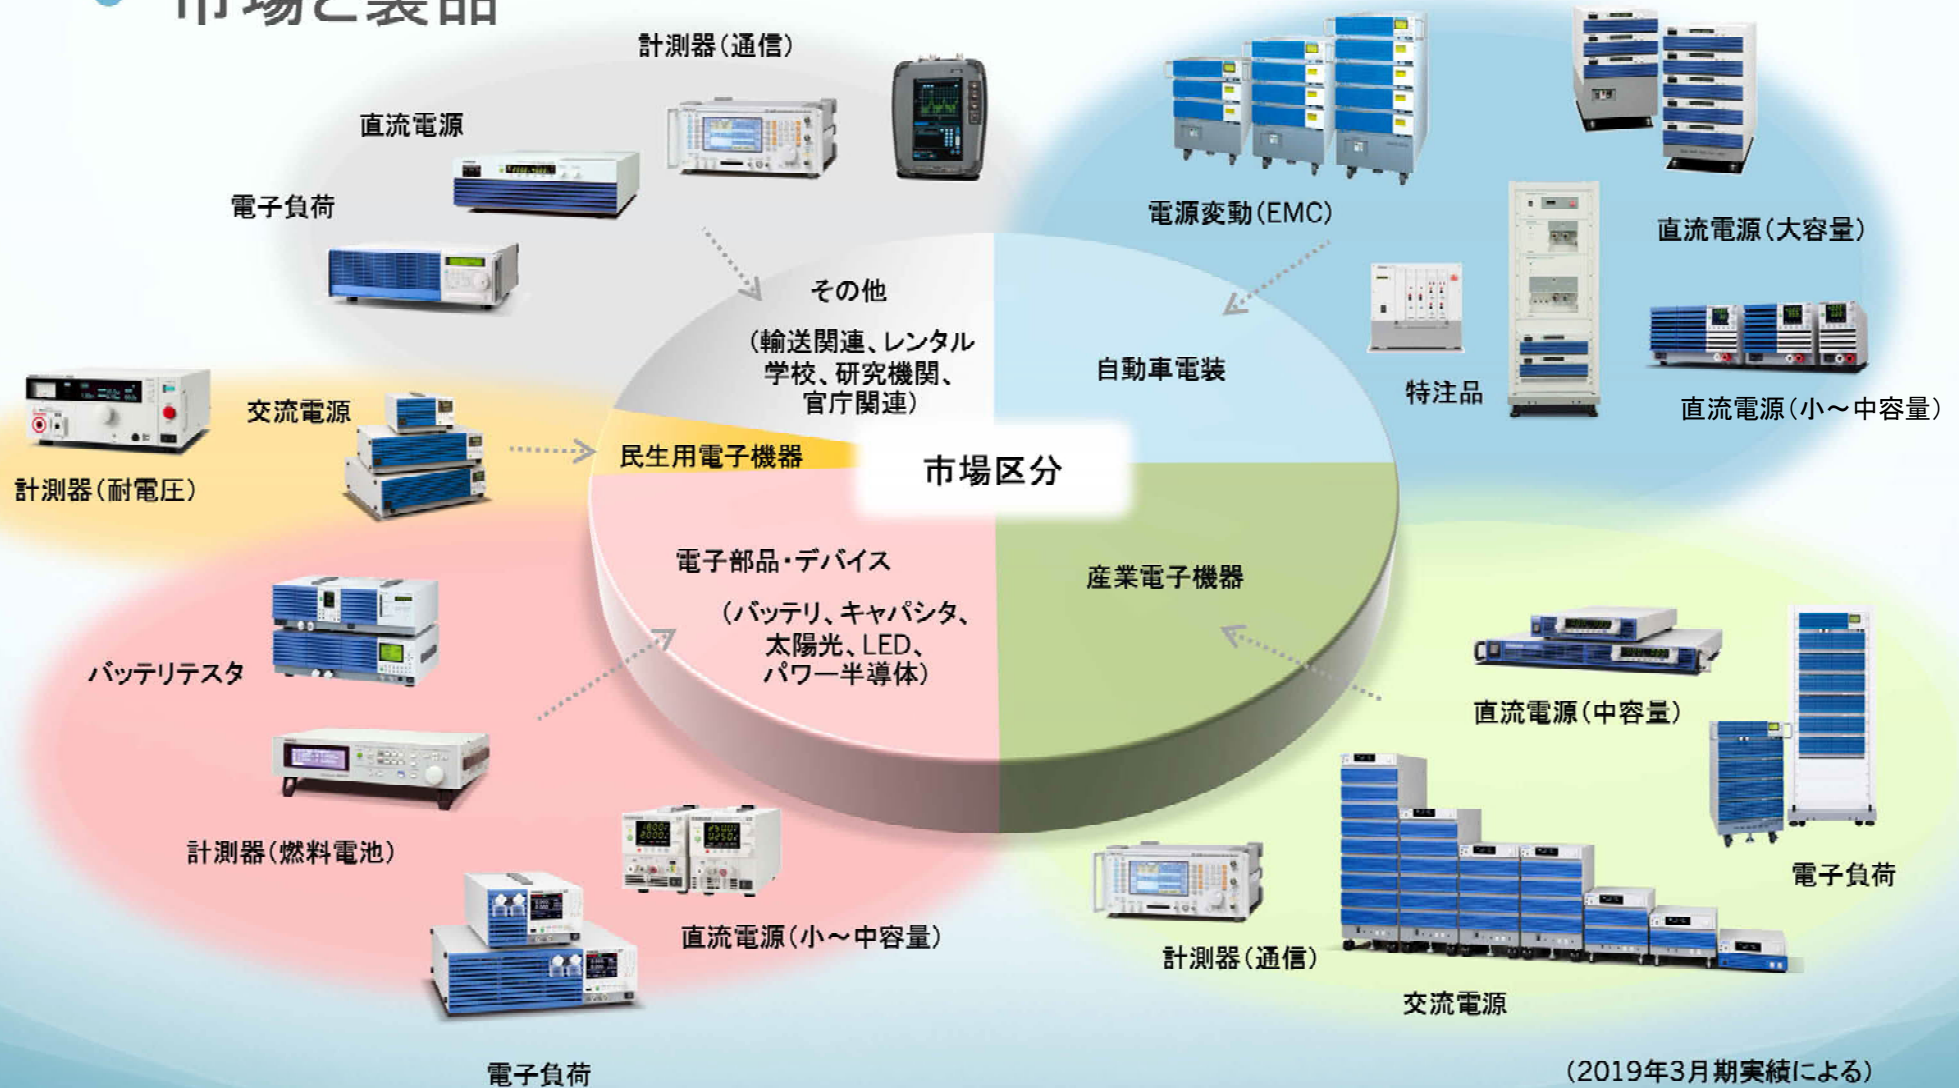 市場と製品
計測器(通信)
直流電源
電子負荷
電源変動(EMC)
直流電源(大容量)
特注品
直流電源(小～中容量)
その他
(輸送関連、レンタル
学校、研究機関、
官庁関連)
自動車電装
交流電源
計測器(耐電圧)
民生用電子機器
市場区分
電子部品・デバイス
(バッテリ、キャパシタ、
太陽光、LED、
パワー半導体)
産業電子機器
バッテリテスタ
計測器(燃料電池)
直流電源(小～中容量)
電子負荷
直流電源(中容量)
電子負荷
計測器(通信)
交流電源
(2019年3月期実績による)